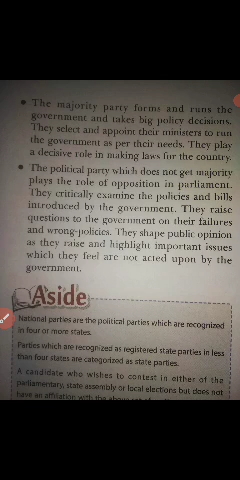 • The majority party forms and runs the
government and takes big policy decisions.
They select and appoint their ministers to run
the government as per their needs. They play
a decisive role in making laws for the country.
• The political party which does not get majority
plays the role of opposition in parliament.
They critically examine the policies and bills
introduced by the government. They raise
questions to the government on their failures
and wrong-policies. They shape public opinion
as they raise and highlight important issues
which they feel are not acted upon by the
government.
Aside
National parties are the political parties which are recognized
in four or more states.
Parties which are recognized as registered state parties in less
than four states are categorized as state parties.
A candidate who wishes to contest in either of the
parliamentary, state assembly or local elections but does not
have an affiliation with the above